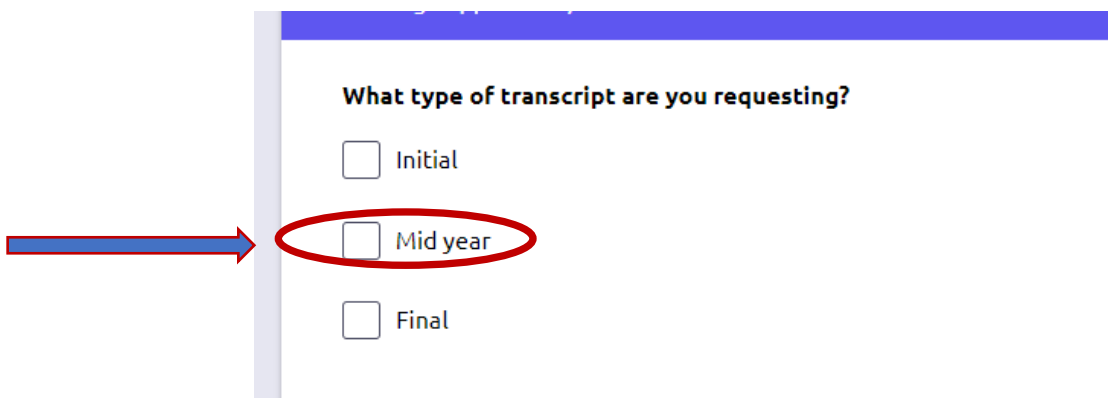 What type of transcript are you requesting?
Initial
Mid year
Final